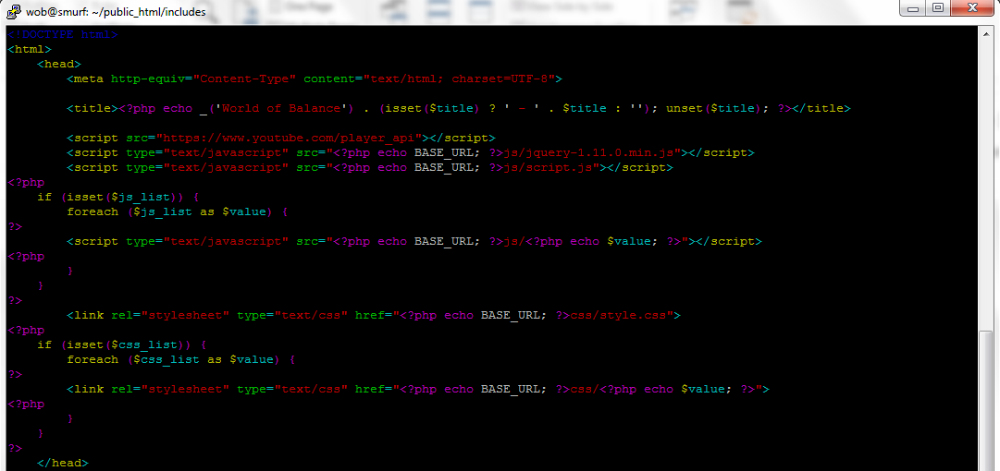 wob@smurf: ~/public_html/includes
<!DOCTYPE html>
<html>
    <head>
        <meta http-equiv="Content-Type" content="text/html; charset=UTF-8">

        <title><?php echo _('World of Balance') . (isset($title) ? ' - ' . $title : ''); unset($title); ?></title>

        <script src="https://www.youtube.com/player_api"></script>
        <script type="text/javascript" src="<?php echo BASE_URL; ?>js/jquery-1.11.0.min.js"></script>
        <script type="text/javascript" src="<?php echo BASE_URL; ?>js/script.js"></script>
<?php
    if (isset($js_list)) {
        foreach ($js_list as $value) {
?>
        <script type="text/javascript" src="<?php echo BASE_URL; ?>js/<?php echo $value; ?>"></script>
<?php
        }
    }
?>
        <link rel="stylesheet" type="text/css" href="<?php echo BASE_URL; ?>css/style.css">
<?php
    if (isset($css_list)) {
        foreach ($css_list as $value) {
?>
        <link rel="stylesheet" type="text/css" href="<?php echo BASE_URL; ?>css/<?php echo $value; ?>">
<?php
        }
    }
?>
    </head>